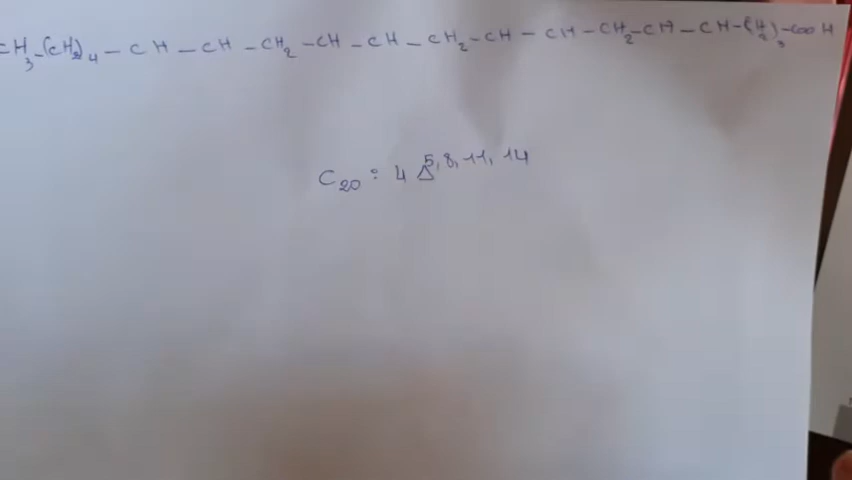 CH₃-(CH₂)₄ - CH - CH - CH₂ - CH - CH - CH₂ - CH - CH - CH₂ - CH - CH - (CH₂)₃ - COOH
C₂₀ : 4 Δ⁵,⁸,¹¹,¹⁴